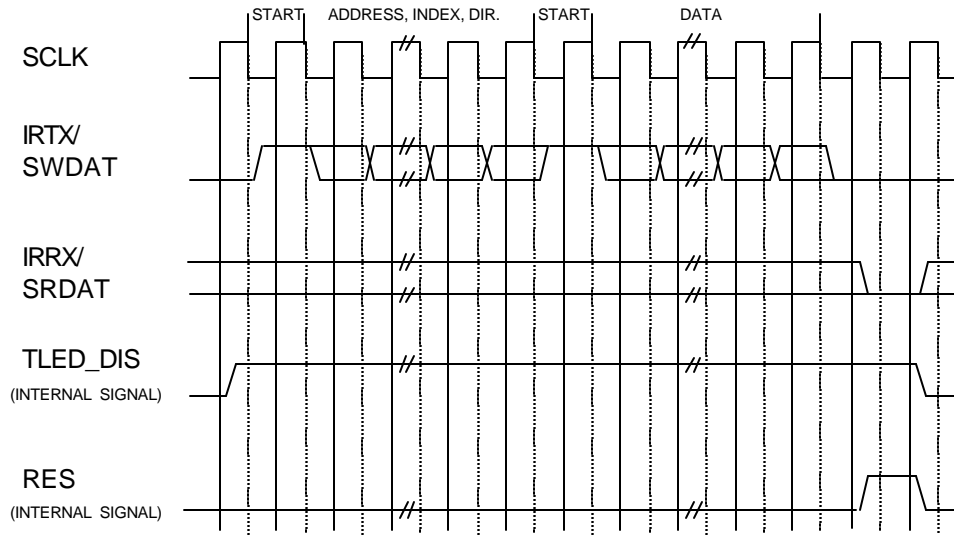 START ADDRESS, INDEX, DIR. START DATA
SCLK
IRTX/
SWDAT
IRRX/
SRDAT
TLED_DIS
(INTERNAL SIGNAL)
RES
(INTERNAL SIGNAL)